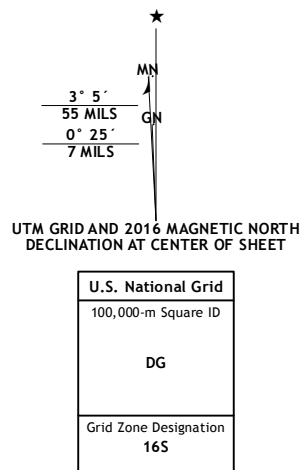 ★
MN
3° 5´
55 MILS
GN
0° 25´
7 MILS
UTM GRID AND 2016 MAGNETIC NORTH
DECLINATION AT CENTER OF SHEET
U.S. National Grid
100,000-m Square ID
DG
Grid Zone Designation
16S